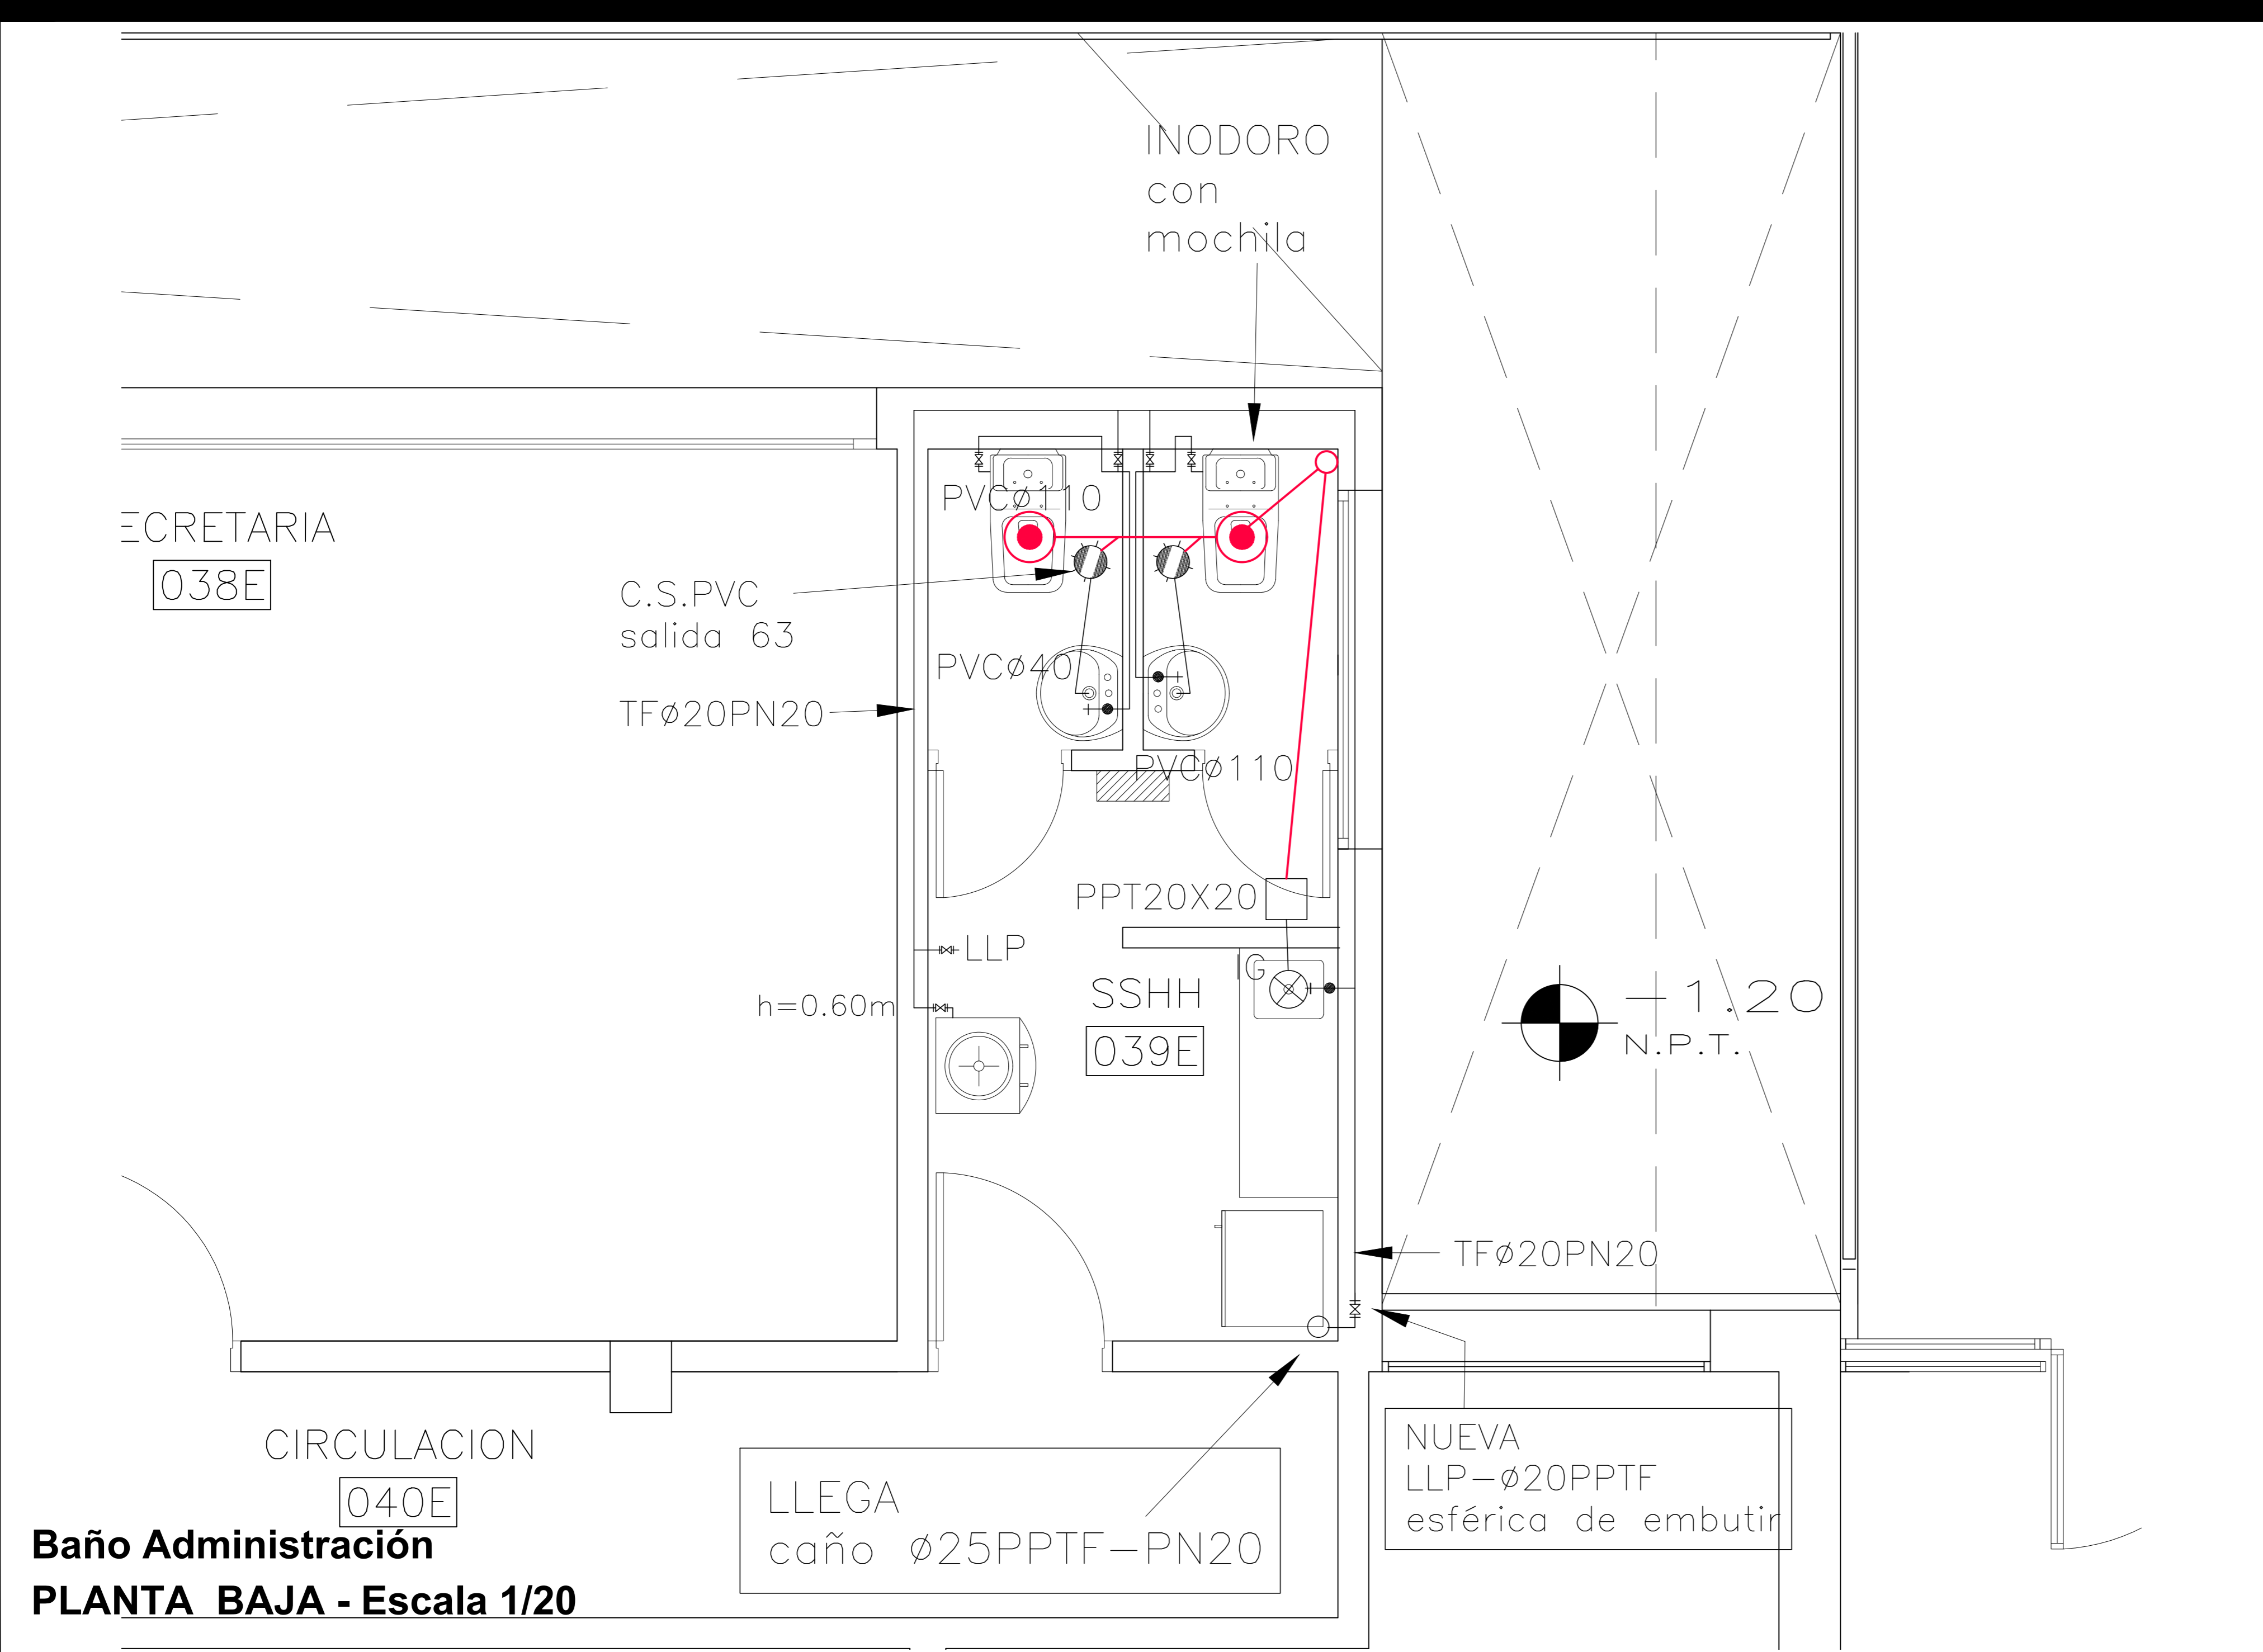 INODORO
con
mochila
PVCø110
ECRETARIA
038E
C.S.PVC
salida 63
PVCø40
TFø20PN20
PVCø110
PPT20X20
LLP
IG
SSHH
039E
h=0.60m
-1.20
N.P.T.
TFø20PN20
CIRCULACION
040E
LLEGA
caño ø25PPTF-PN20
NUEVA
LLP-ø20PPTF
esférica de embutir
Baño Administración
PLANTA BAJA - Escala 1/20